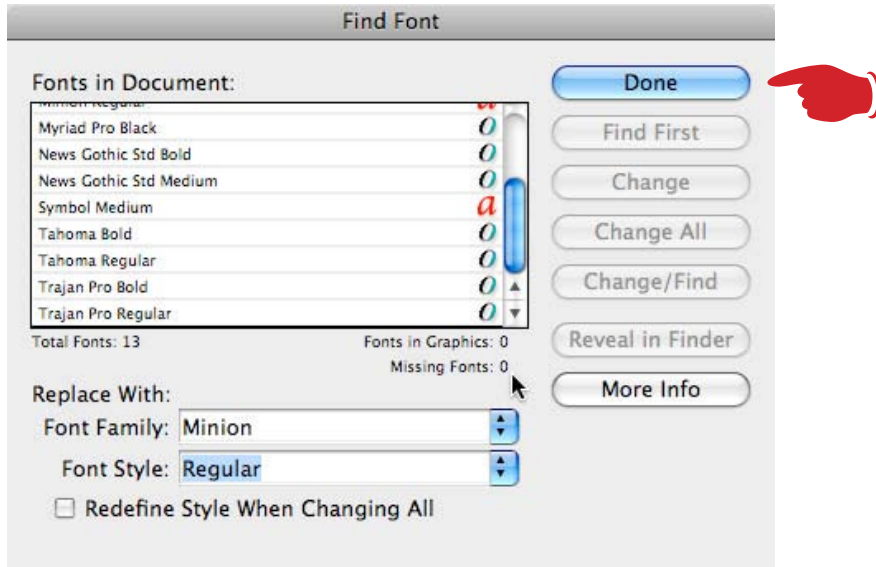 Find Font
Fonts in Document:
Minion Regular
Myriad Pro Black
News Gothic Std Bold
News Gothic Std Medium
Symbol Medium
Tahoma Bold
Tahoma Regular
Trajan Pro Bold
Trajan Pro Regular
Total Fonts: 13
Fonts in Graphics: 0
Missing Fonts: 0
Replace With:
Font Family: Minion
Font Style: Regular
Redefine Style When Changing All
Done
Find First
Change
Change All
Change/Find
Reveal in Finder
More Info